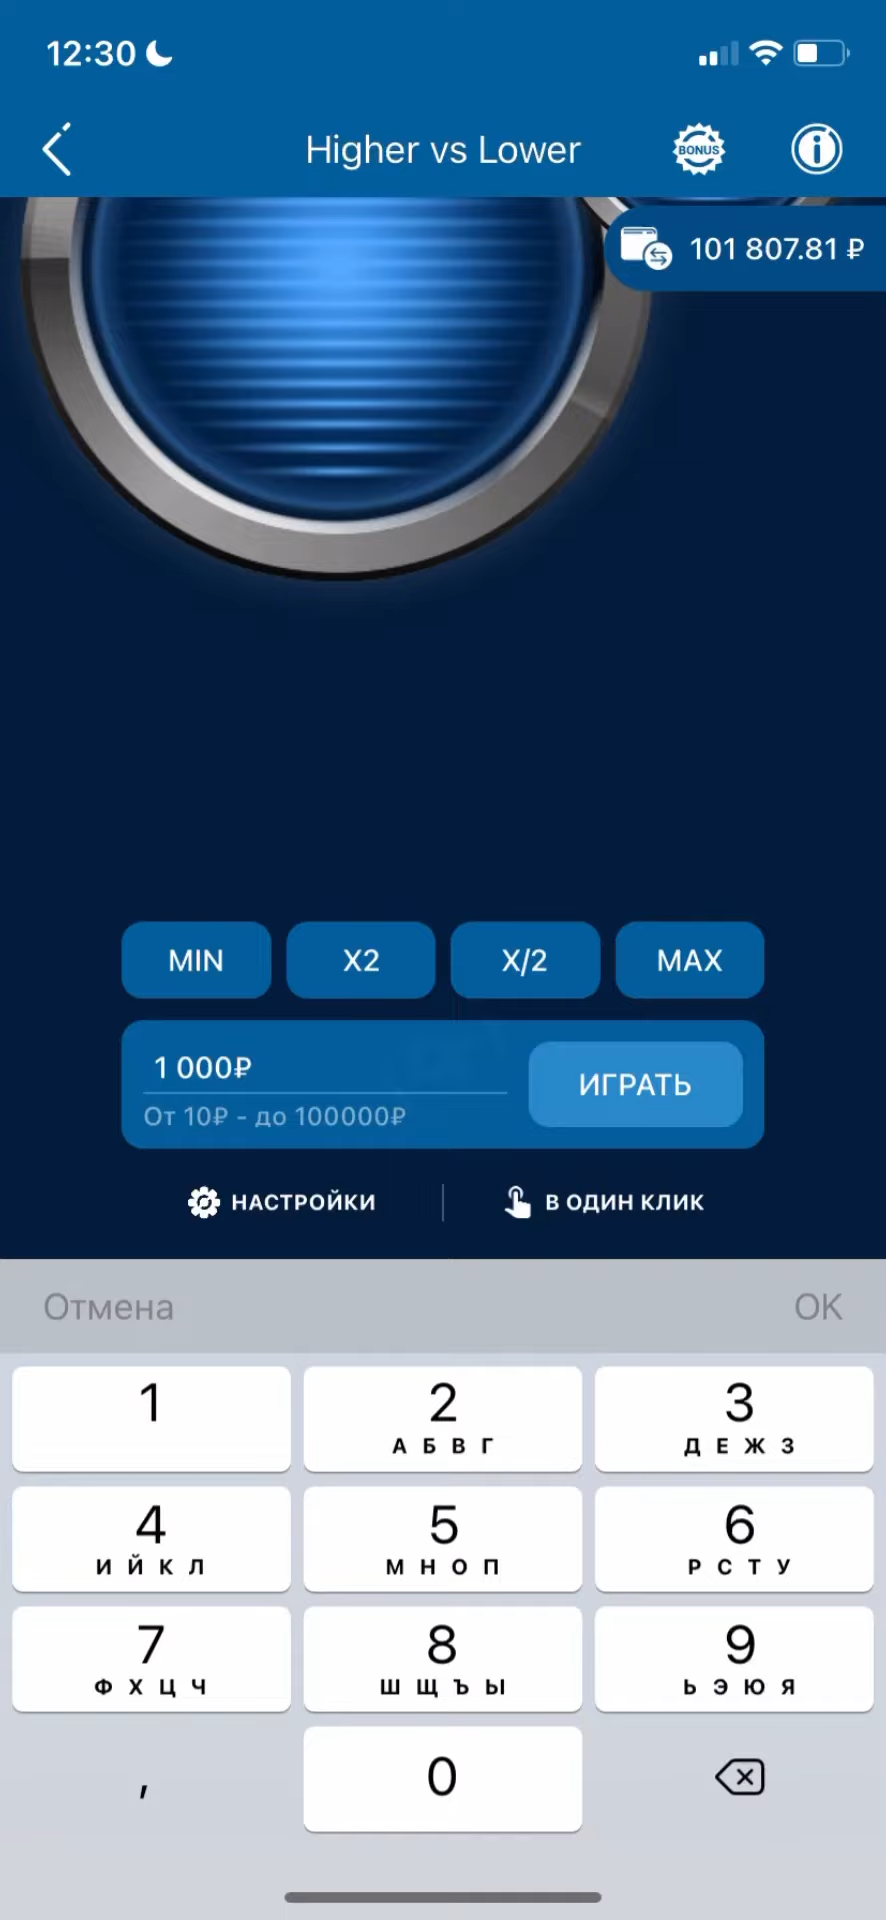 12:30
Higher vs Lower
BONUS
101 807.81 ₽
MIN
X2
X/2
MAX
1 000₽
ИГРАТЬ
От 10₽ - до 100000₽
НАСТРОЙКИ
В ОДИН КЛИК
Отмена
OK
1
2
3
А Б В Г
Д Е Ж З
4
5
6
И Й К Л
М Н О П
Р С Т У
7
8
9
Ф Х Ц Ч
Ш Щ Ъ Ы
Ь Э Ю Я
,
0